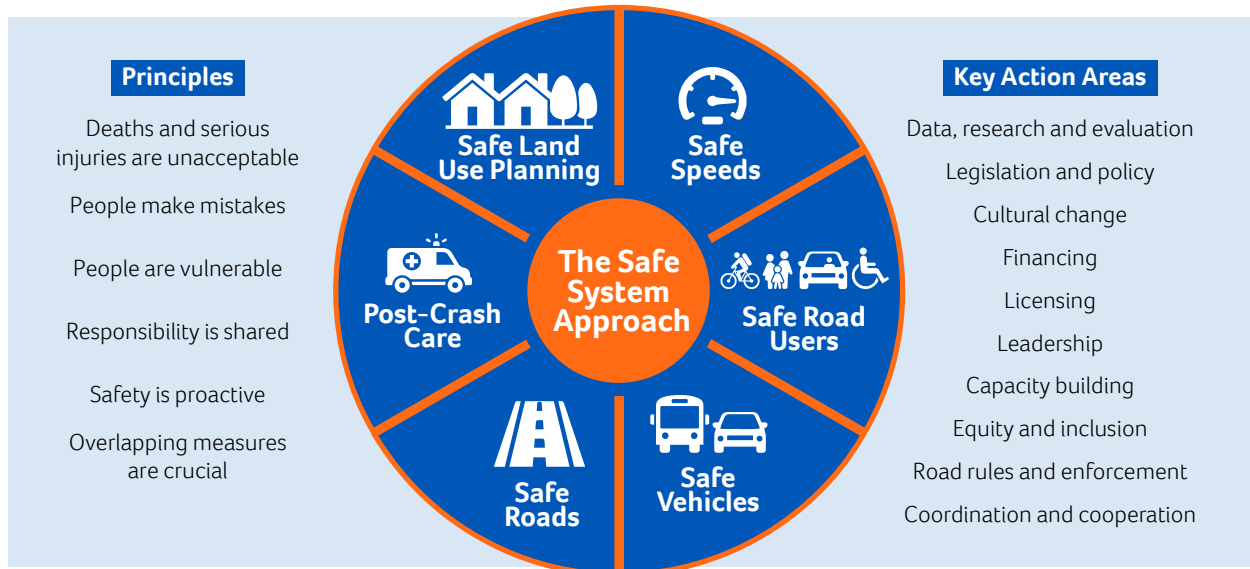 Principles
Deaths and serious
injuries are unacceptable
People make mistakes
People are vulnerable
Responsibility is shared
Safety is proactive
Overlapping measures
are crucial
Safe Land
Use Planning
Safe
Speeds
Post-Crash
Care
The Safe
System
Approach
Safe Road
Users
Safe
Roads
Safe
Vehicles
Key Action Areas
Data, research and evaluation
Legislation and policy
Cultural change
Financing
Licensing
Leadership
Capacity building
Equity and inclusion
Road rules and enforcement
Coordination and cooperation